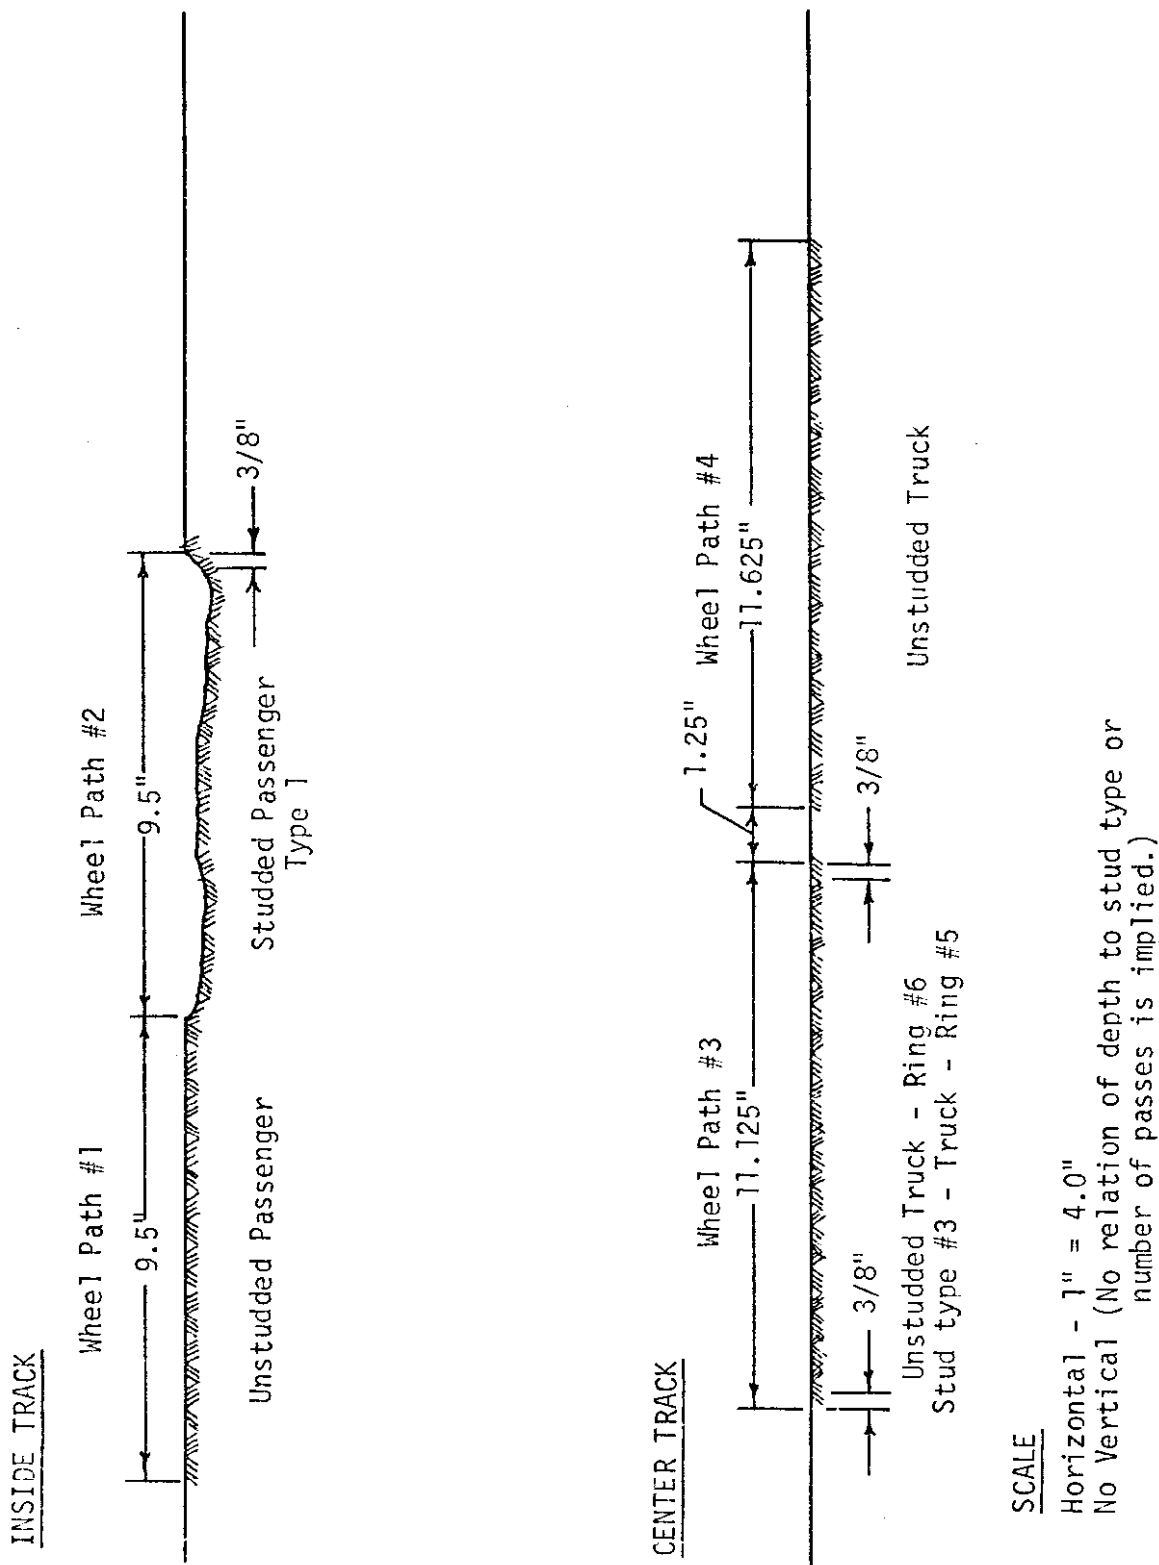 INSIDE TRACK
Wheel Path #1
Wheel Path #2
9.5"
9.5"
3/8"
Unstudded Passenger
Studded Passenger
Type 1
CENTER TRACK
Wheel Path #3
1.25"
Wheel Path #4
11.125"
11.625"
3/8"
3/8"
Unstudded Truck - Ring #6
Stud type #3 - Truck - Ring #5
Unstudded Truck
SCALE
Horizontal - 1" = 4.0"
No Vertical (No relation of depth to stud type or
number of passes is implied.)